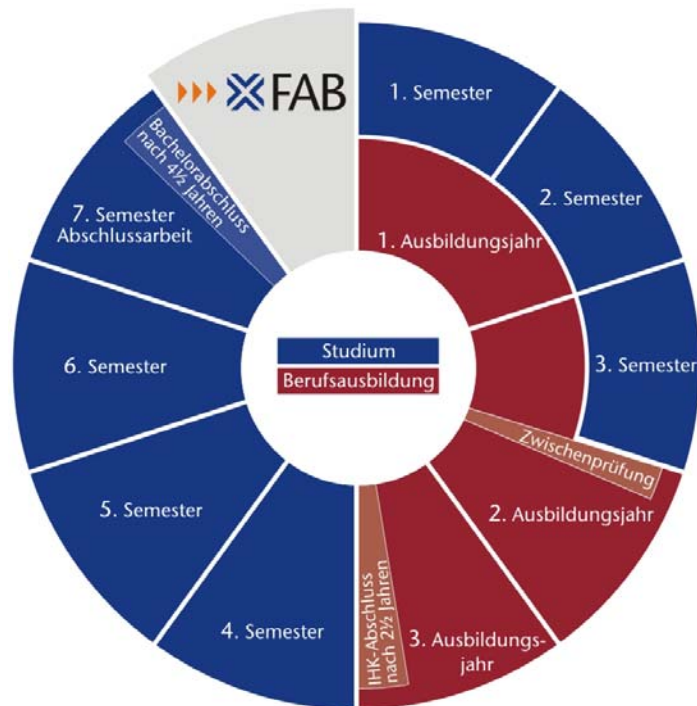 FAB
1. Semester
2. Semester
3. Semester
1. Ausbildungsjahr
Zwischenprüfung
2. Ausbildungsjahr
3. Ausbildungs-
jahr
IHK-Abschluss
nach 2½ Jahren
4. Semester
5. Semester
6. Semester
7. Semester
Abschlussarbeit
Bachelorabschluss
nach 4½ Jahren
Studium
Berufsausbildung